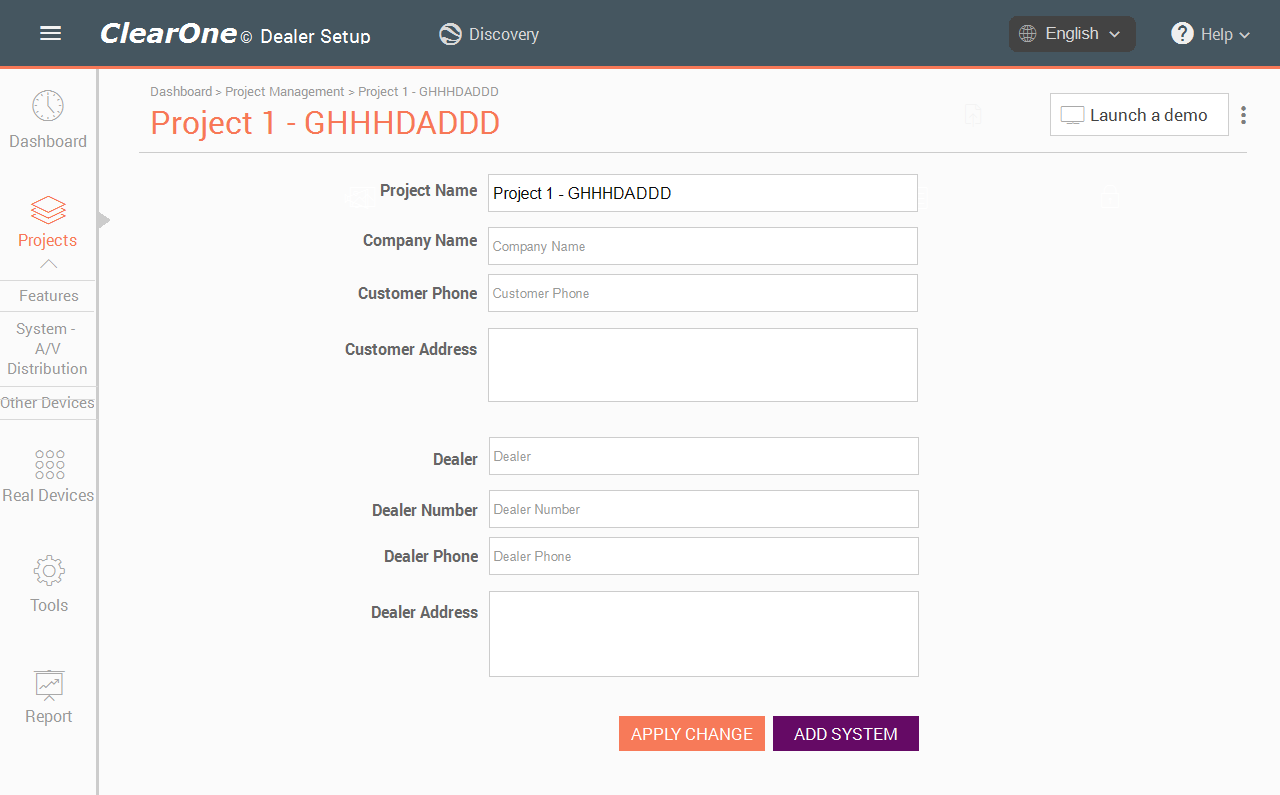 ClearOne© Dealer Setup
Discovery
English
Help
Dashboard > Project Management > Project 1 - GHHHDADDD
Project 1 - GHHHDADDD
Launch a demo
Dashboard
Projects
Features
System -
A/V
Distribution
Other Devices
Real Devices
Tools
Report
Project Name Project 1 - GHHHDADDD
Company Name Company Name
Customer Phone Customer Phone
Customer Address
Dealer Dealer
Dealer Number Dealer Number
Dealer Phone Dealer Phone
Dealer Address
APPLY CHANGE ADD SYSTEM